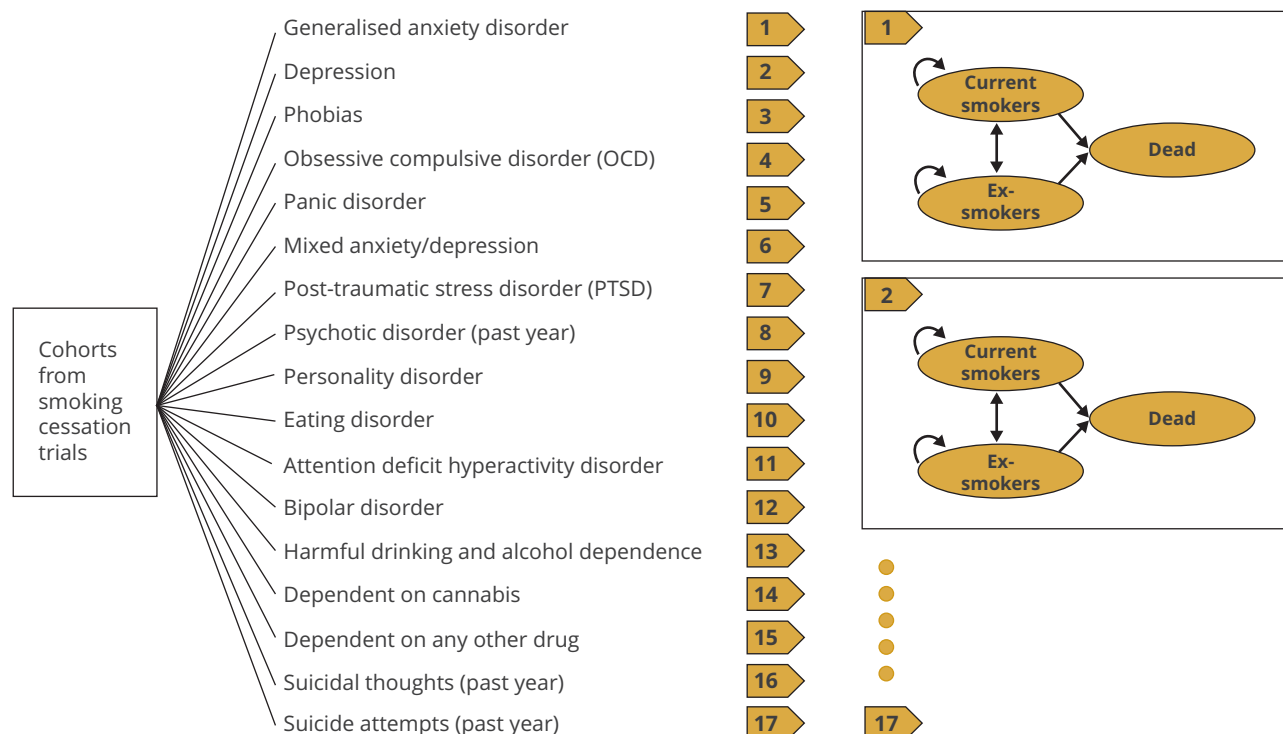 Cohorts
from
smoking
cessation
trials
Generalised anxiety disorder
Depression
Phobias
Obsessive compulsive disorder (OCD)
Panic disorder
Mixed anxiety/depression
Post-traumatic stress disorder (PTSD)
Psychotic disorder (past year)
Personality disorder
Eating disorder
Attention deficit hyperactivity disorder
Bipolar disorder
Harmful drinking and alcohol dependence
Dependent on cannabis
Dependent on any other drug
Suicidal thoughts (past year)
Suicide attempts (past year)
1
2
3
4
5
6
7
8
9
10
11
12
13
14
15
16
17
1
Current
smokers
Ex-
smokers
Dead
2
Current
smokers
Ex-
smokers
Dead
17